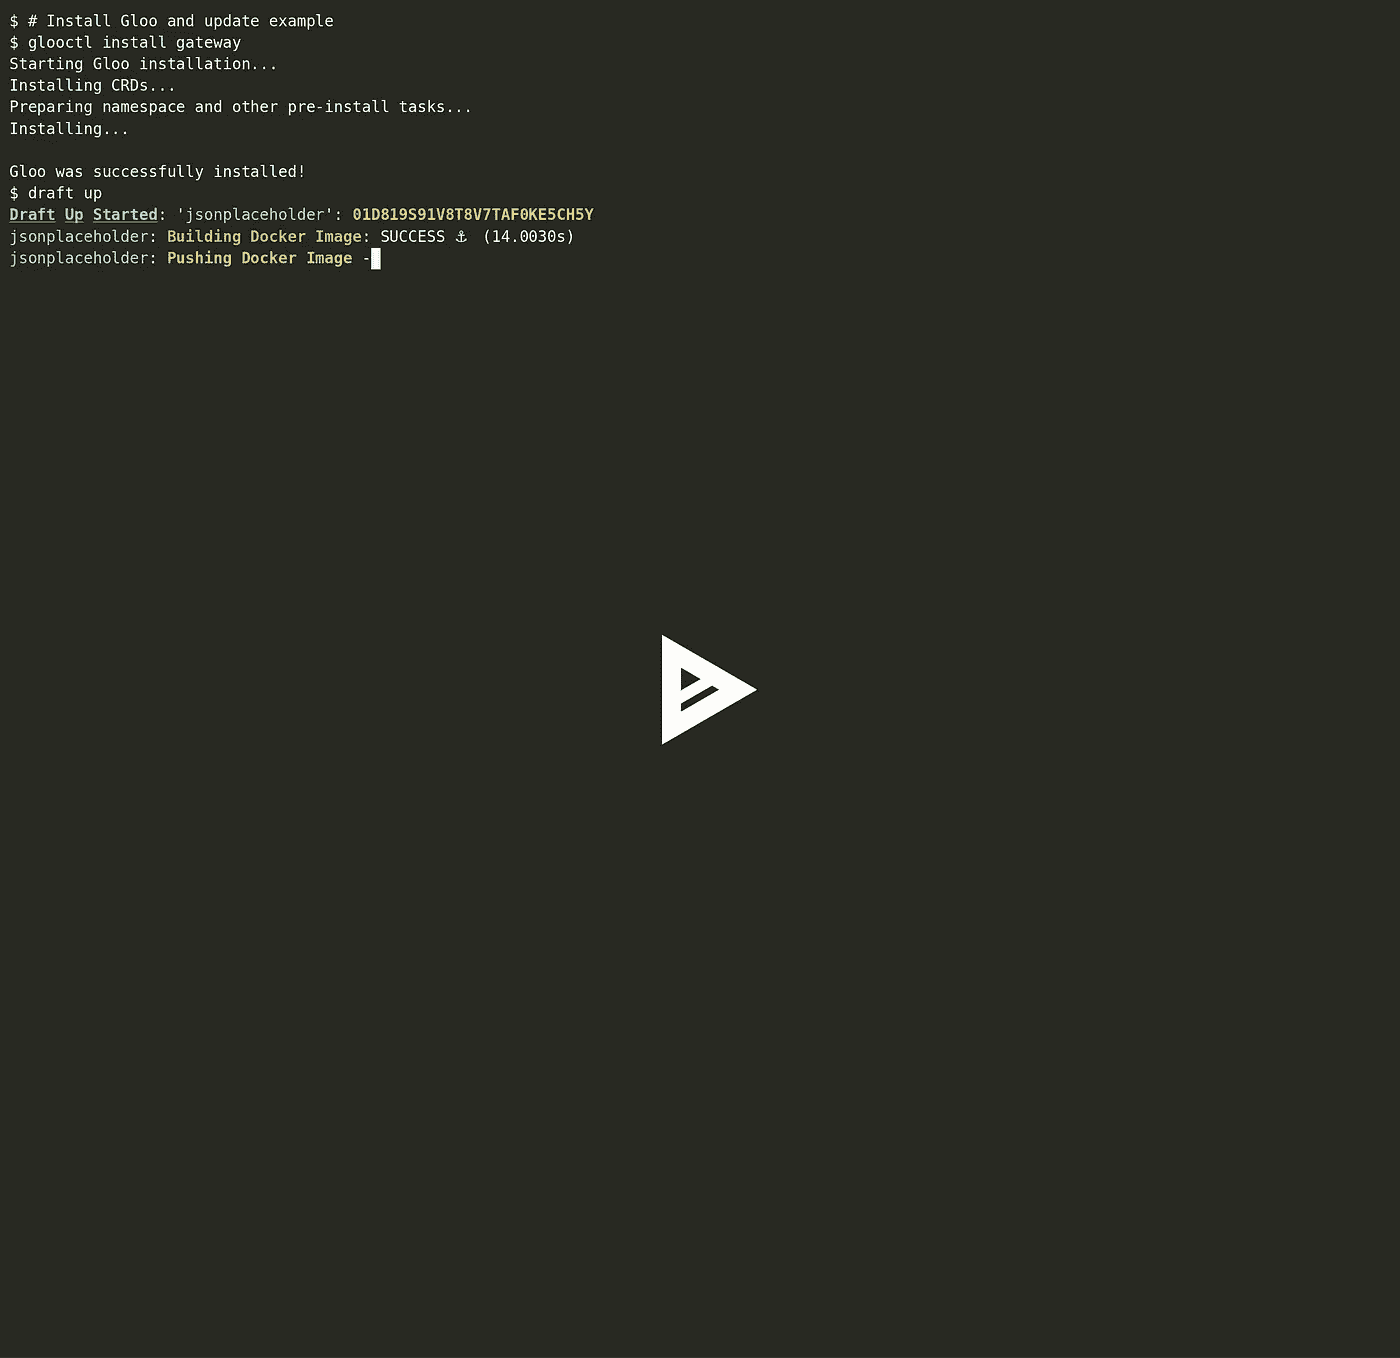 $ # Install Gloo and update example
$ glooctl install gateway
Starting Gloo installation...
Installing CRDs...
Preparing namespace and other pre-install tasks...
Installing...
Gloo was successfully installed!
$ draft up
Draft Up Started: 'jsonplaceholder': 01D819S91V8T8V7TAF0KE5CH5Y
jsonplaceholder: Building Docker Image: SUCCESS ⚓ (14.0030s)
jsonplaceholder: Pushing Docker Image -